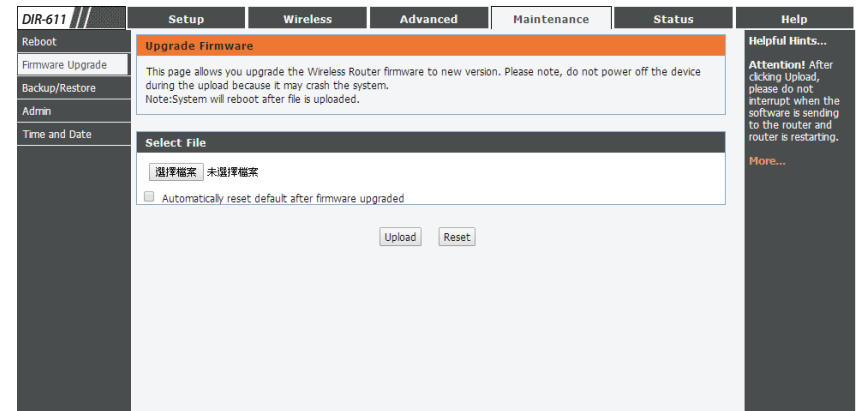 DIR-611
Setup
Wireless
Advanced
Maintenance
Status
Help
Reboot
Firmware Upgrade
Backup/Restore
Admin
Time and Date
Upgrade Firmware
This page allows you upgrade the Wireless Router firmware to new version. Please note, do not power off the device
during the upload because it may crash the system.
Note:System will reboot after file is uploaded.
Select File
選擇檔案 未選擇檔案
Automatically reset default after firmware upgraded
Upload
Reset
Helpful Hints...
Attention! After
clicking Upload,
please do not
interrupt when the
software is sending
to the router and
router is restarting.
More...